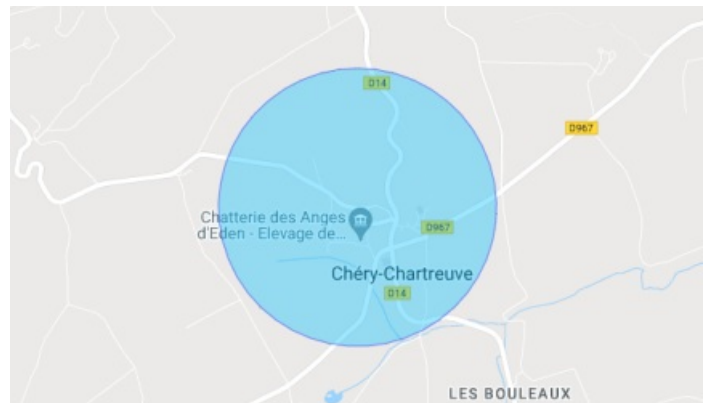 D14
D967
Chatterie des Anges
d'Eden - Elevage de...
D967
Chéry-Chartreuve
D14
LES BOULEAUX